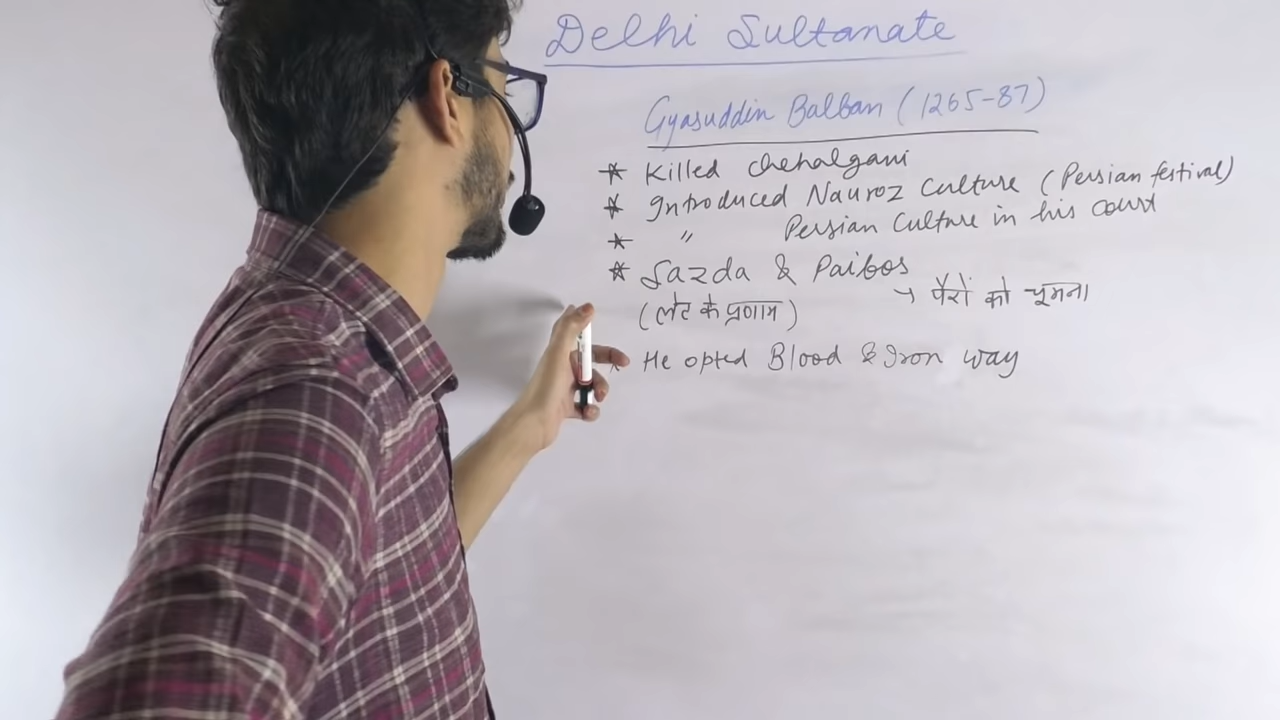 Delhi Sultanate
Gyasuddin Balban (1265-87)
* Killed Chehalgani
* Introduced Nauroz Culture (Persian festival)
* " Persian Culture in his court
* Sazda & Paibos
(लेट के प्रणाम) → पैरों को चूमना
* He opted Blood & Iron way